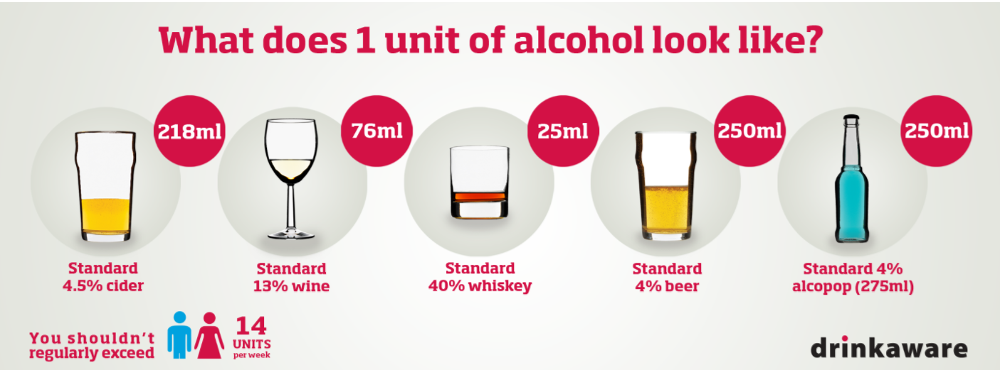 What does 1 unit of alcohol look like?
218ml
76ml
25ml
250ml
250ml
Standard
4.5% cider
Standard
13% wine
Standard
40% whiskey
Standard
4% beer
Standard 4%
alcopop (275ml)
You shouldn't
regularly exceed
14
UNITS
per week
drinkaware